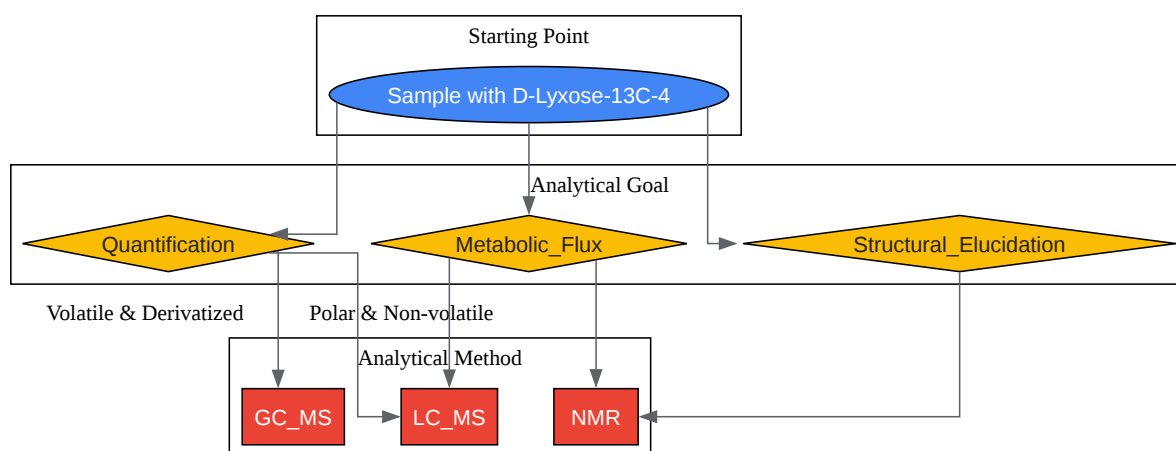 Starting Point
Sample with D-Lyxose-13C-4
Analytical Goal
Quantification
Metabolic_Flux
Structural_Elucidation
Volatile & Derivatized
Polar & Non-volatile
Analytical Method
GC_MS
LC_MS
NMR